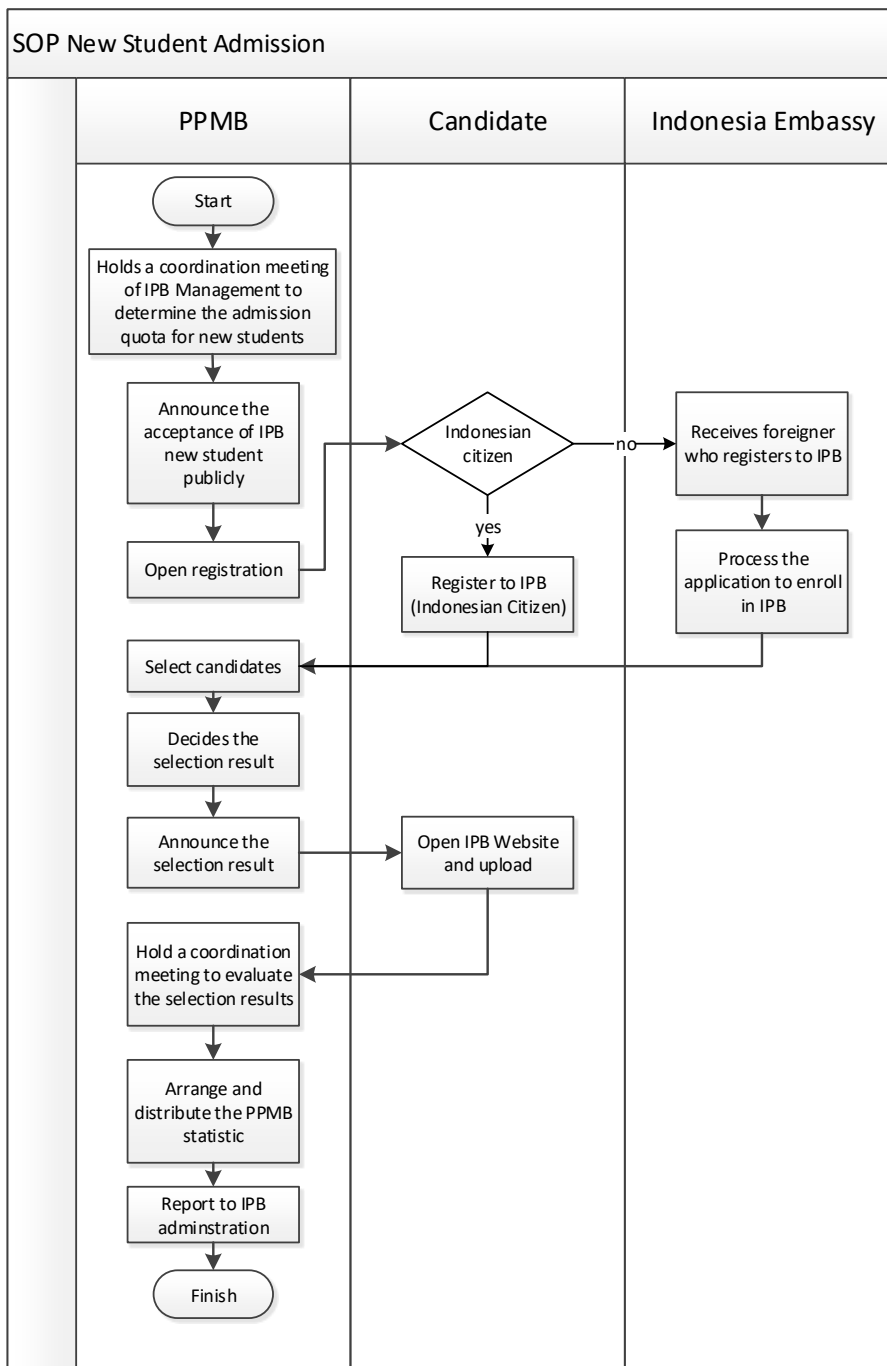 SOP New Student Admission
PPMB
Candidate
Indonesia Embassy
Start
Holds a coordination meeting
of IPB Management to
determine the admission
quota for new students
Announce the
acceptance of IPB
new student
publicly
Open registration
Indonesian
citizen
no
yes
Receives foreigner
who registers to IPB
Register to IPB
(Indonesian Citizen)
Process the
application to enroll
in IPB
Select candidates
Decides the
selection result
Announce the
selection result
Open IPB Website
and upload
Hold a coordination
meeting to evaluate
the selection results
Arrange and
distribute the PPMB
statistic
Report to IPB
adminstration
Finish